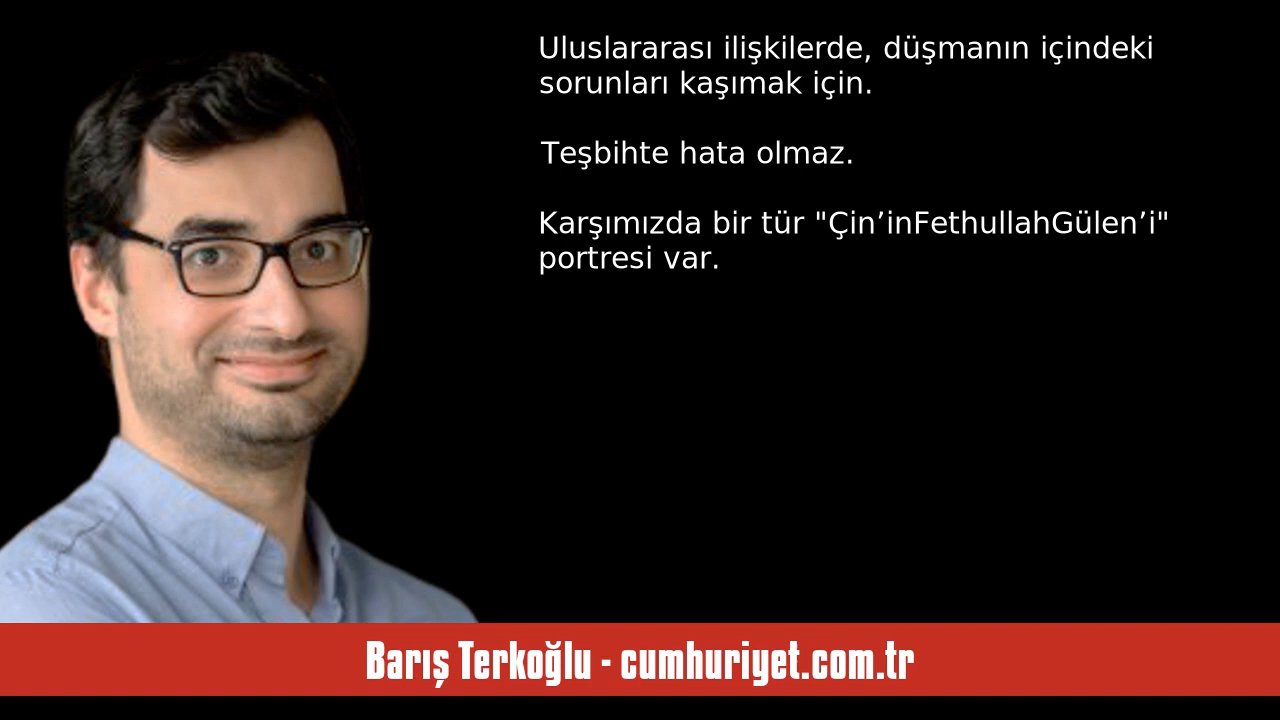 Uluslararası ilişkilerde, düşmanın içindeki
sorunları kaşımak için.
Teşbihte hata olmaz.
Karşımızda bir tür "Çin’inFethullahGülen’i"
portresi var.
Barış Terkoğlu - cumhuriyet.com.tr